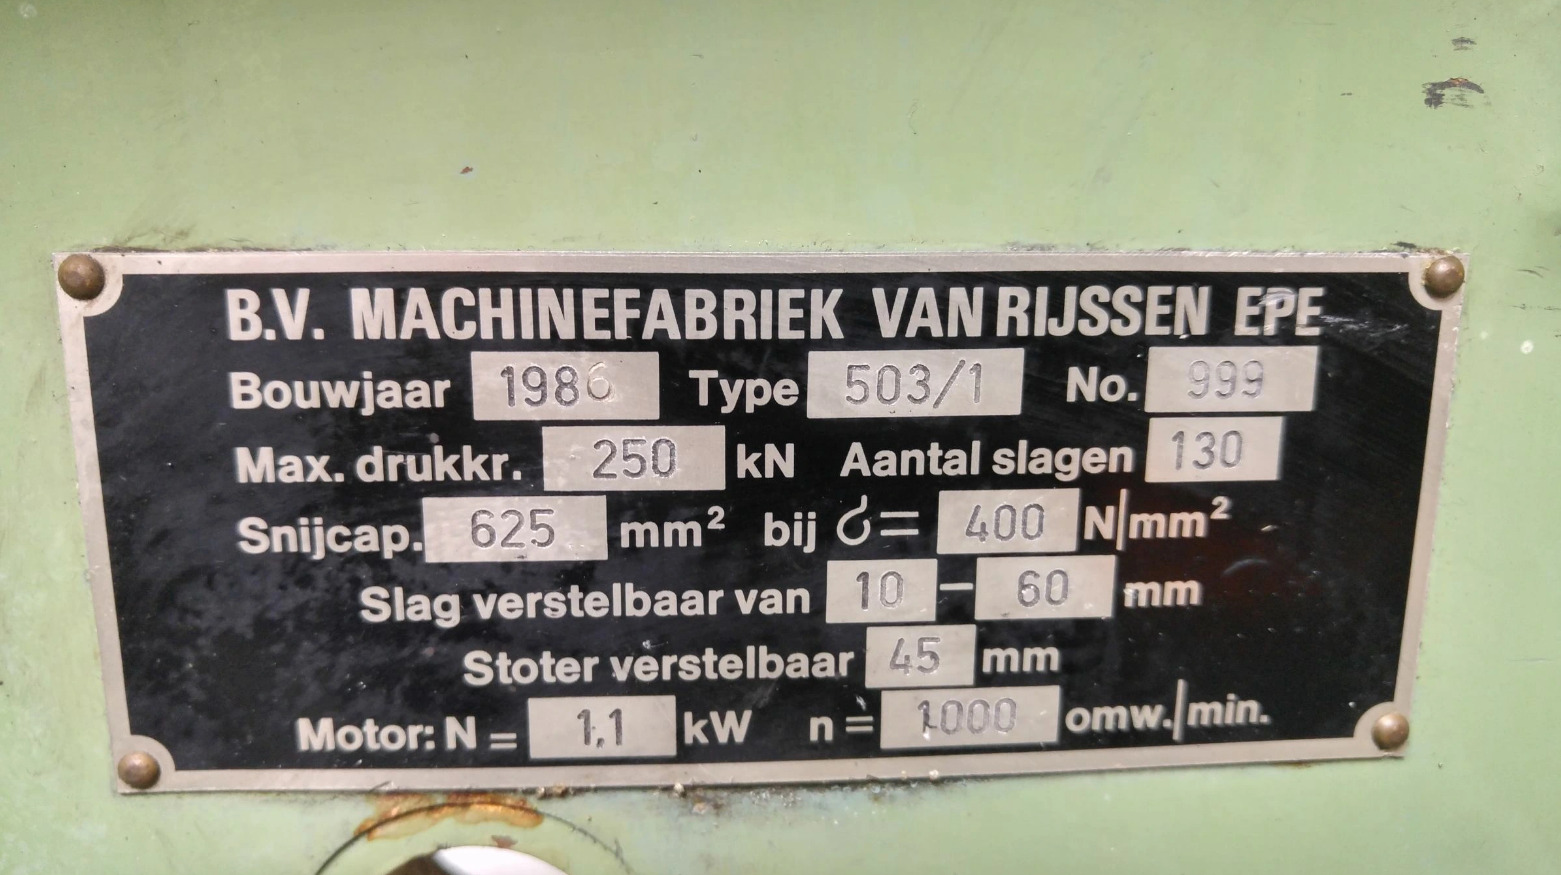 B.V. MACHINEFABRIEK VAN RIJSSEN EPE
Bouwjaar 1986 Type 503/1 No. 999
Max. drukkr. 250 kN Aantal slagen 130
Snijcap. 625 mm² bij = 400 N/mm²
Slag verstelbaar van 10 – 60 mm
Stoter verstelbaar 45 mm
Motor: N = 1,1 kW n = 1000 omw./min.